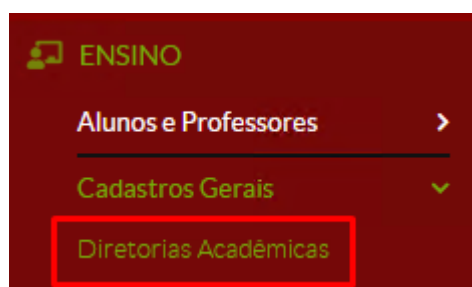 ENSINO
Alunos e Professores
Cadastros Gerais
Diretorias Acadêmicas